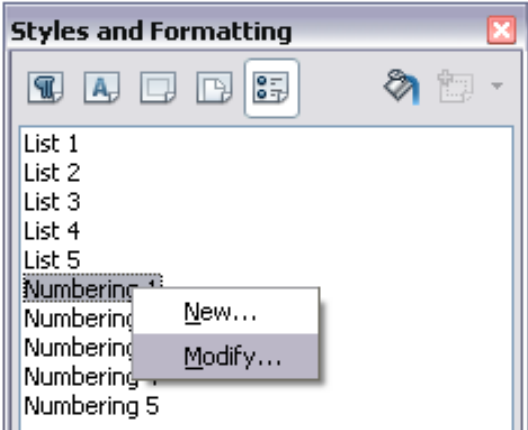 Styles and Formatting
List 1
List 2
List 3
List 4
List 5
Numbering 1
Numbering
Numbering
Numbering
Numbering 5
New...
Modify...